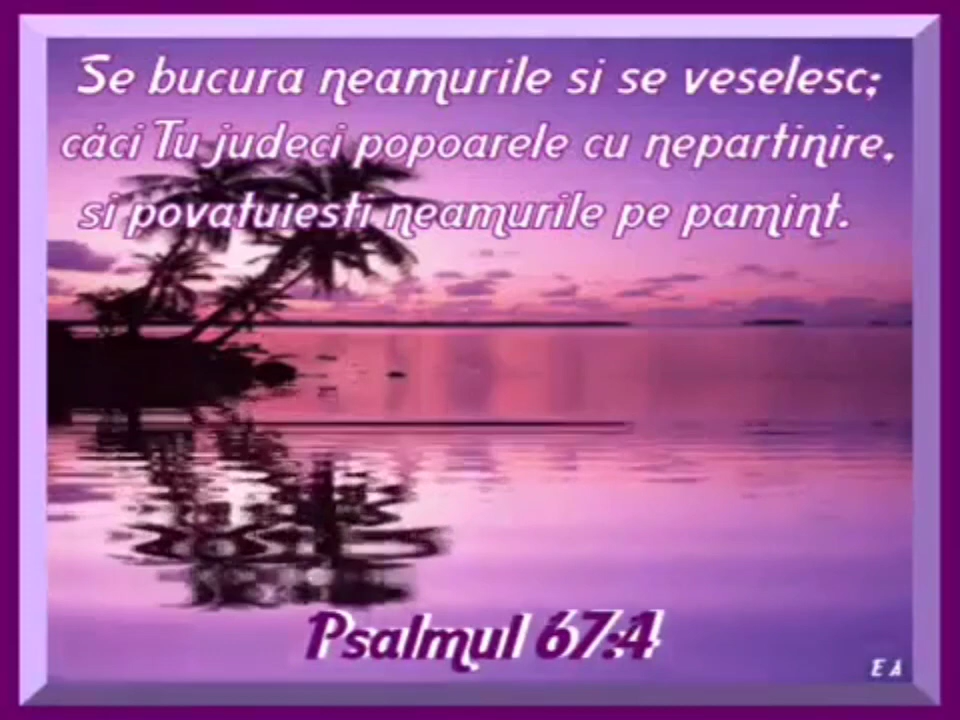 Se bucura neamurile si se veselesc;
căci Tu judeci popoarele cu nepartinire,
si povatuiesti neamurile pe pamint.
Psalmul 67:4
E A